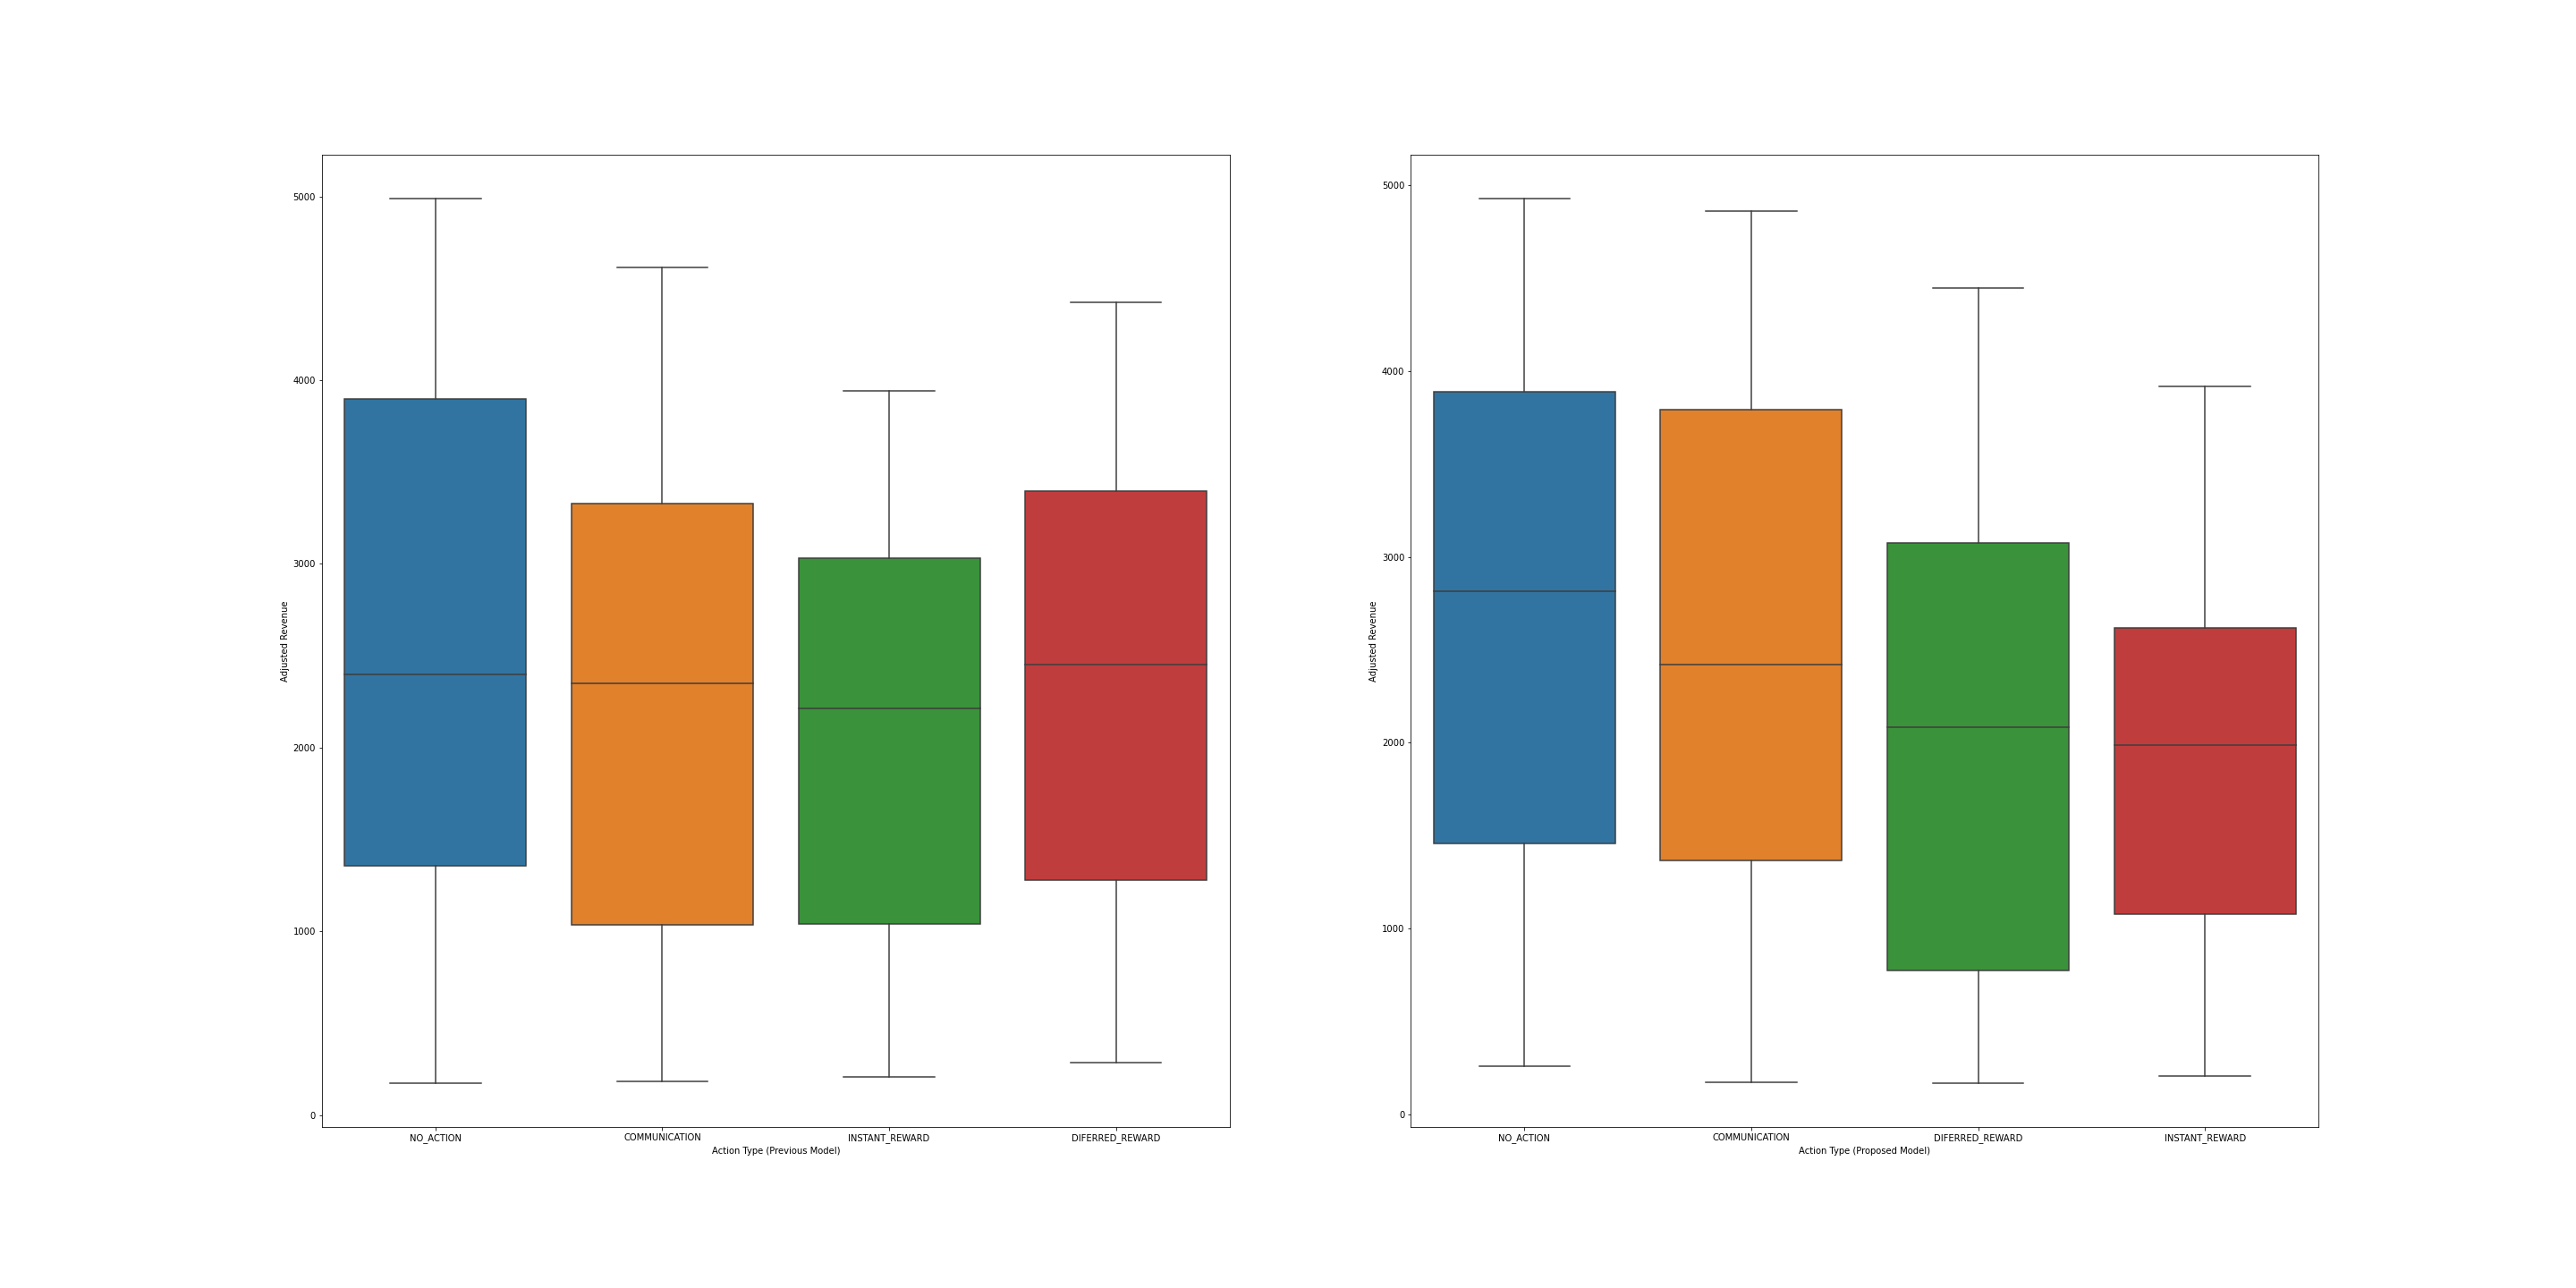 5000
4000
3000
2000
1000
0
Adjusted Revenue
NO_ACTION COMMUNICATION INSTANT_REWARD DIFERRED_REWARD
Action Type (Previous Model)
5000
4000
3000
2000
1000
0
Adjusted Revenue
NO_ACTION COMMUNICATION DIFERRED_REWARD INSTANT_REWARD
Action Type (Proposed Model)